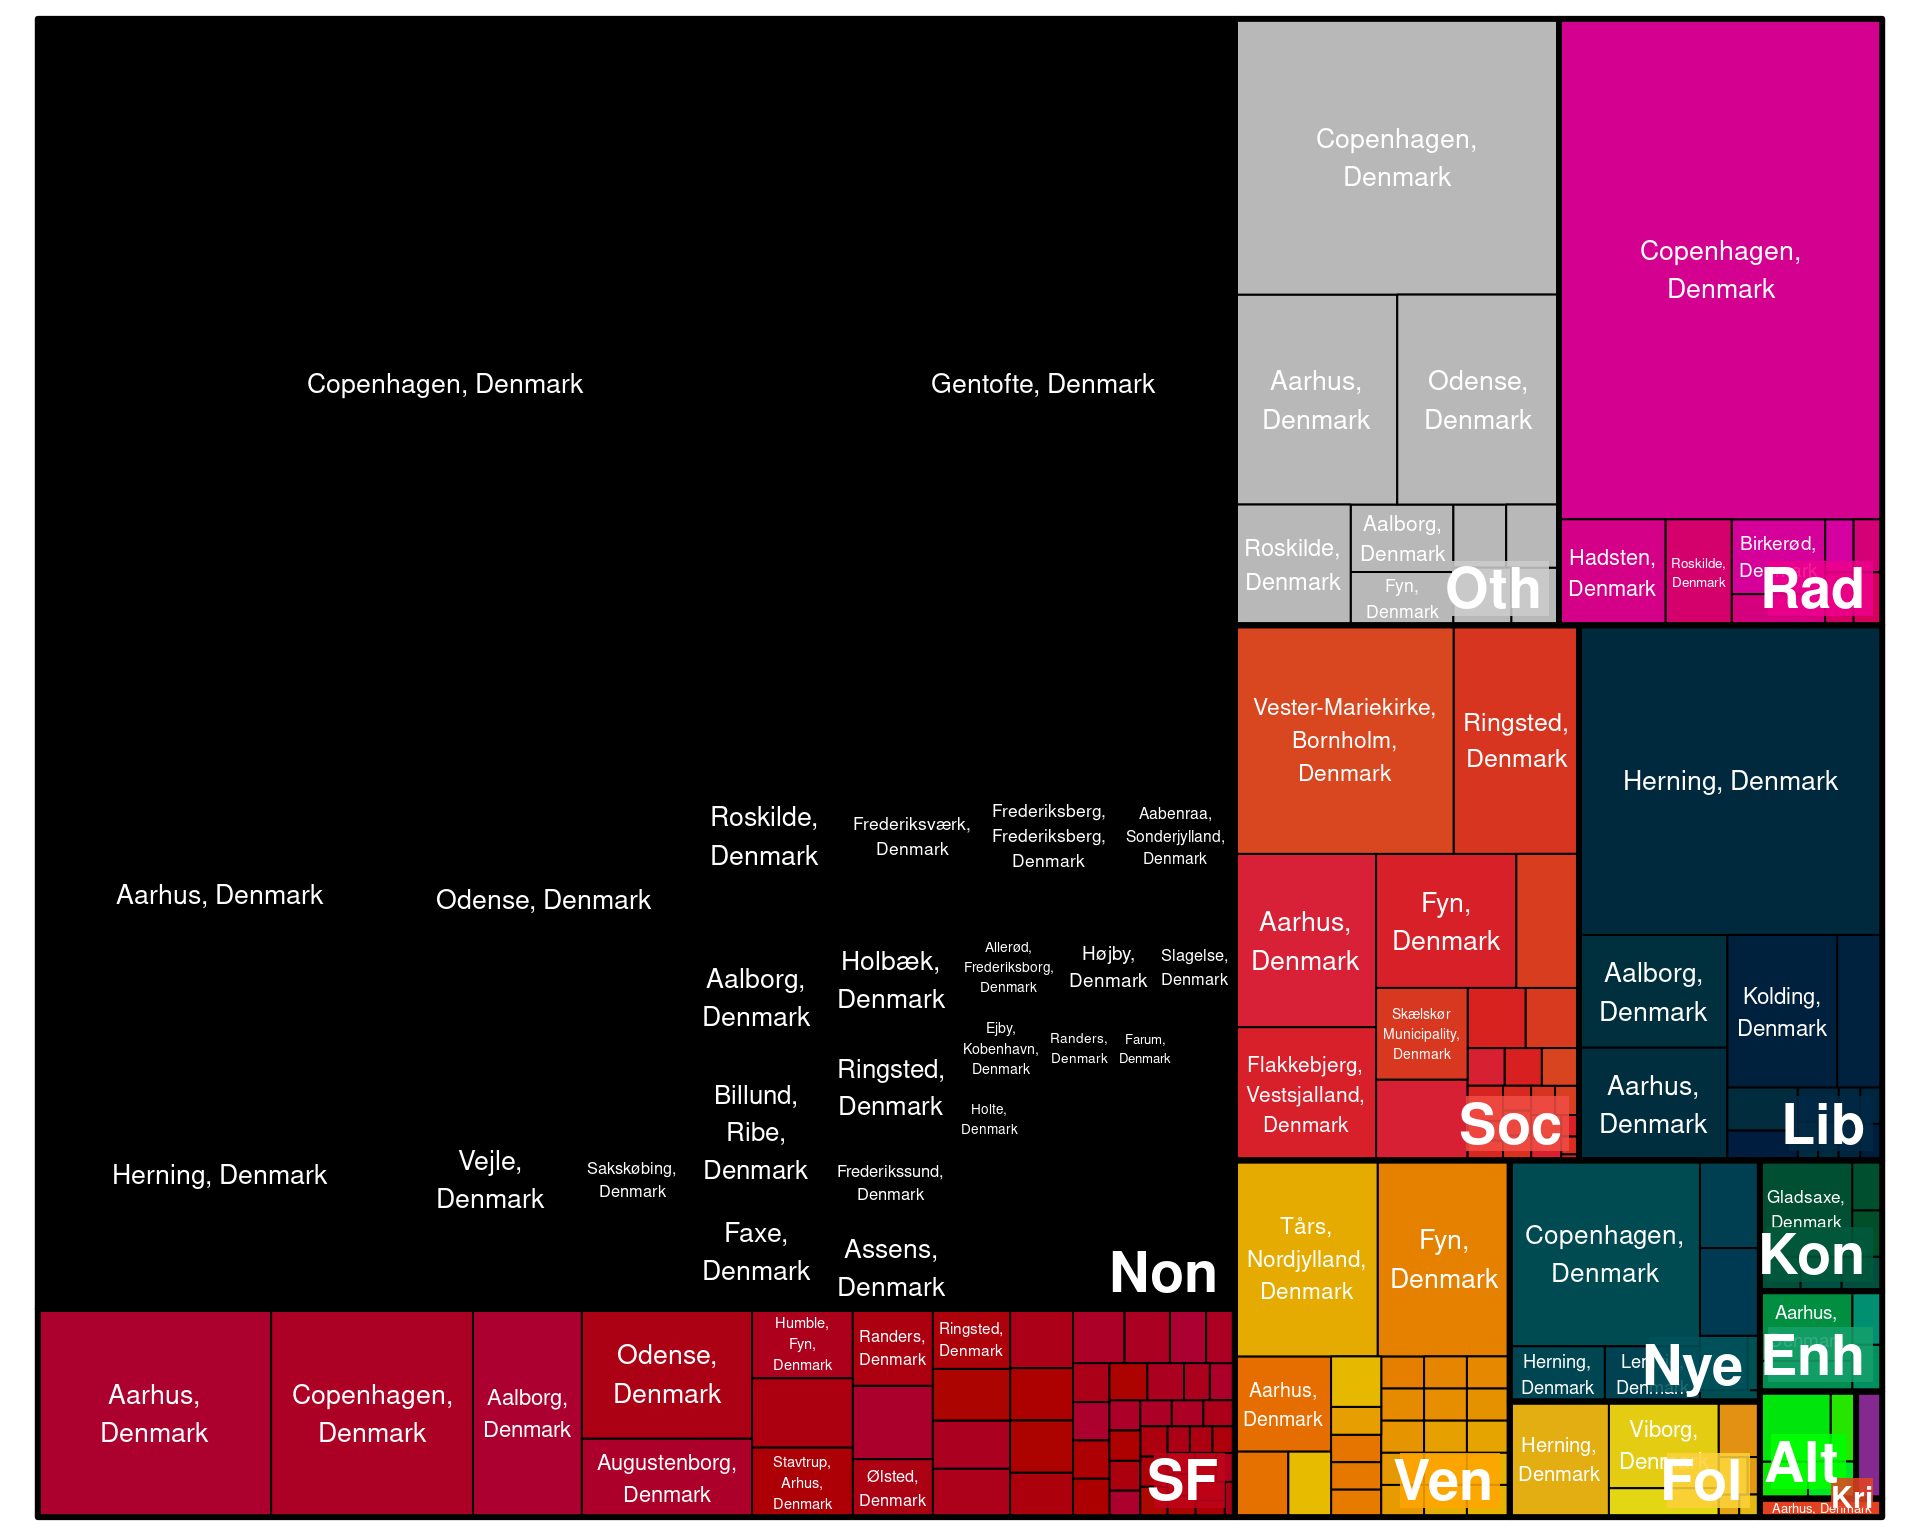 Copenhagen, Denmark
Gentofte, Denmark
Aarhus, Denmark
Odense, Denmark
Roskilde,
Denmark
Frederiksværk,
Denmark
Frederiksberg,
Frederiksberg,
Denmark
Aabenraa,
Sonderjylland,
Denmark
Aalborg,
Denmark
Holbæk,
Denmark
Allerød,
Frederiksborg,
Denmark
Højby,
Denmark
Slagelse,
Denmark
Ejby,
Kobenhavn,
Denmark
Randers,
Denmark
Farum,
Denmark
Ringsted,
Denmark
Holte,
Denmark
Billund,
Ribe,
Denmark
Herning, Denmark
Vejle,
Denmark
Sakskøbing,
Denmark
Frederikssund,
Denmark
Faxe,
Denmark
Assens,
Denmark
Non
Aarhus,
Denmark
Copenhagen,
Denmark
Aalborg,
Denmark
Odense,
Denmark
Augustenborg,
Denmark
Humble,
Fyn,
Denmark
Stavtrup,
Arhus,
Denmark
Randers,
Denmark
Ølsted,
Denmark
Ringsted,
Denmark
SF
Copenhagen,
Denmark
Aarhus,
Denmark
Odense,
Denmark
Roskilde,
Denmark
Aalborg,
Denmark
Fyn,
Denmark
Oth
Copenhagen,
Denmark
Hadsten,
Denmark
Roskilde,
Denmark
Birkerød,
Denmark
Rad
Vester-Mariekirke,
Bornholm,
Denmark
Ringsted,
Denmark
Aarhus,
Denmark
Fyn,
Denmark
Flakkebjerg,
Vestsjalland,
Denmark
Skælskør
Municipality,
Denmark
Soc
Herning, Denmark
Aalborg,
Denmark
Kolding,
Denmark
Aarhus,
Denmark
Lib
Tårs,
Nordjylland,
Denmark
Fyn,
Denmark
Aarhus,
Denmark
Ven
Copenhagen,
Denmark
Herning,
Denmark
Nye
Herning,
Denmark
Viborg,
Denmark
Fol
Gladsaxe,
Denmark
Kon
Aarhus,
Denmark
Enh
Alt
Kri
Aarhus, Denmark